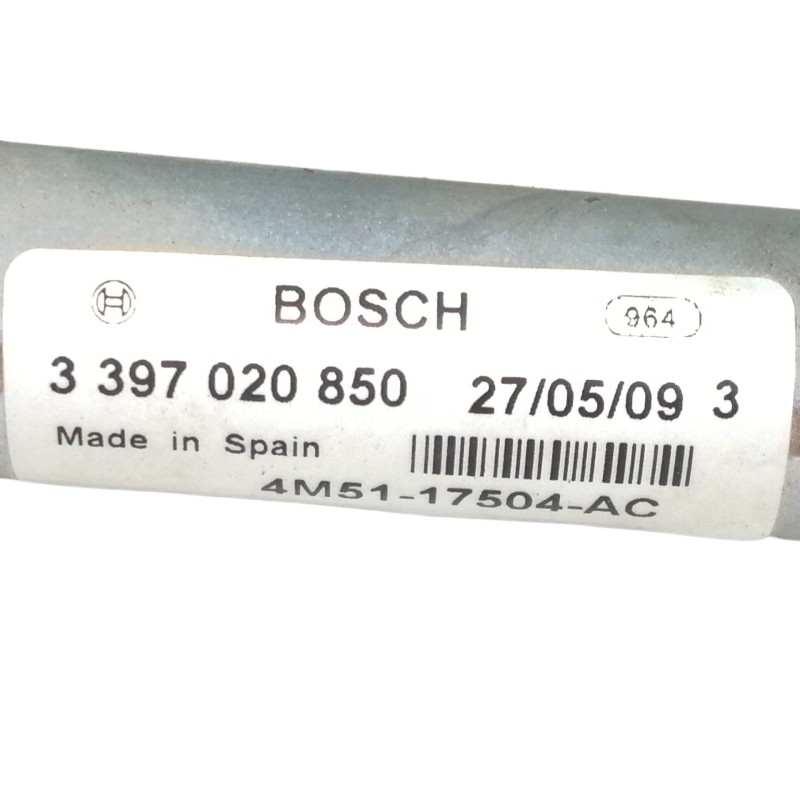 BOSCH 964
3 397 020 850 27/05/09 3
Made in Spain
4M51-17504-AC